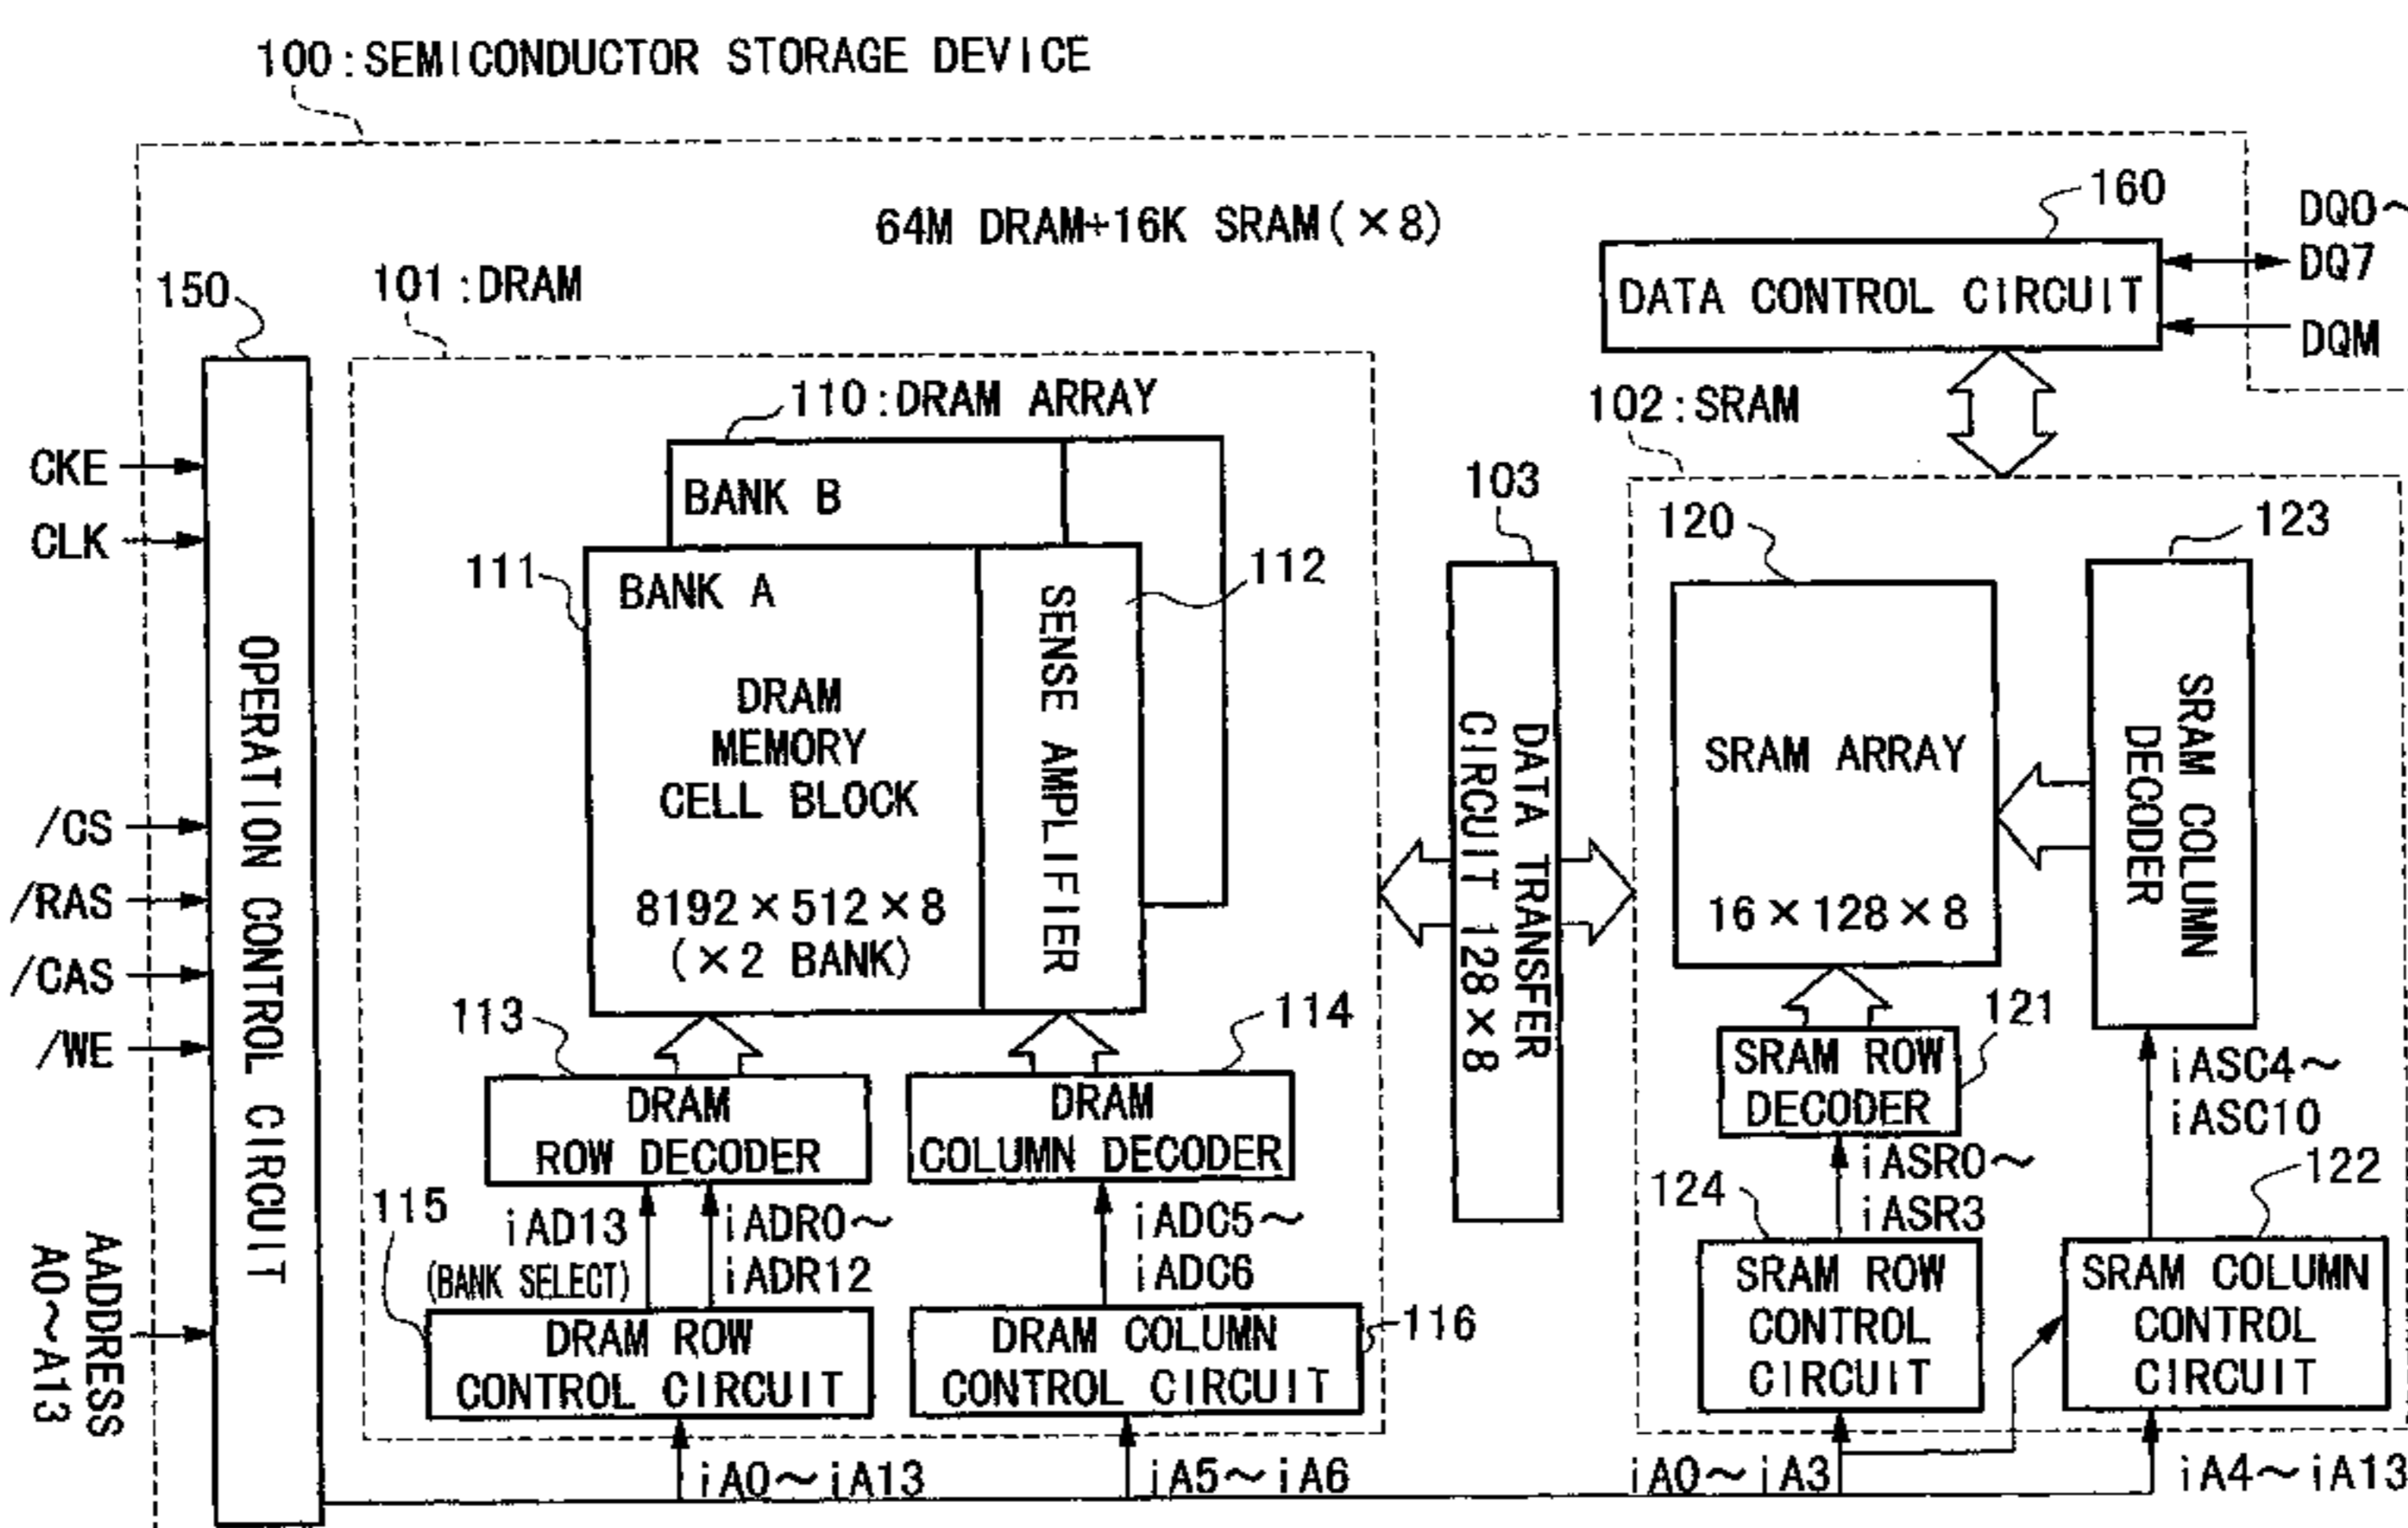 100:SEMICONDUCTOR STORAGE DEVICE
64M DRAM+16K SRAM(×8)
160
DQ0~
DQ7
DQM
DATA CONTROL CIRCUIT
150
101:DRAM
102:SRAM
110:DRAM ARRAY
CKE
CLK
/CS
/RAS
/CAS
/WE
AADDRESS
A0~A13
OPERATION CONTROL CIRCUIT
BANK B
111
BANK A
112
DRAM
MEMORY
CELL BLOCK
8192×512×8
(×2 BANK)
SENSE AMPLIFIER
103
DATA TRANSFER
CIRCUIT 128×8
120
SRAM ARRAY
16×128×8
123
SRAM COLUMN
DECODER
113
DRAM
ROW DECODER
114
DRAM
COLUMN DECODER
121
SRAM ROW
DECODER
iASC4~
iASC10
115
iAD13
(BANK SELECT)
iADR0~
iADR12
iADC5~
iADC6
124
iASR0~
iASR3
122
DRAM ROW
CONTROL CIRCUIT
DRAM COLUMN
CONTROL CIRCUIT
116
SRAM ROW
CONTROL
CIRCUIT
SRAM COLUMN
CONTROL
CIRCUIT
iA0~iA13
iA5~iA6
iA0~iA3
iA4~iA13